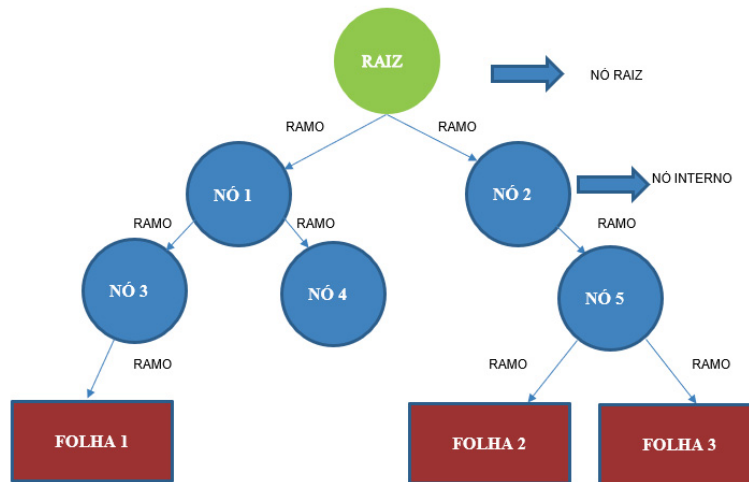 RAIZ
NÓ RAIZ
RAMO
RAMO
NÓ 1
NÓ 2
NÓ INTERNO
RAMO
RAMO
RAMO
NÓ 3
NÓ 4
NÓ 5
RAMO
RAMO
RAMO
FOLHA 1
FOLHA 2
FOLHA 3